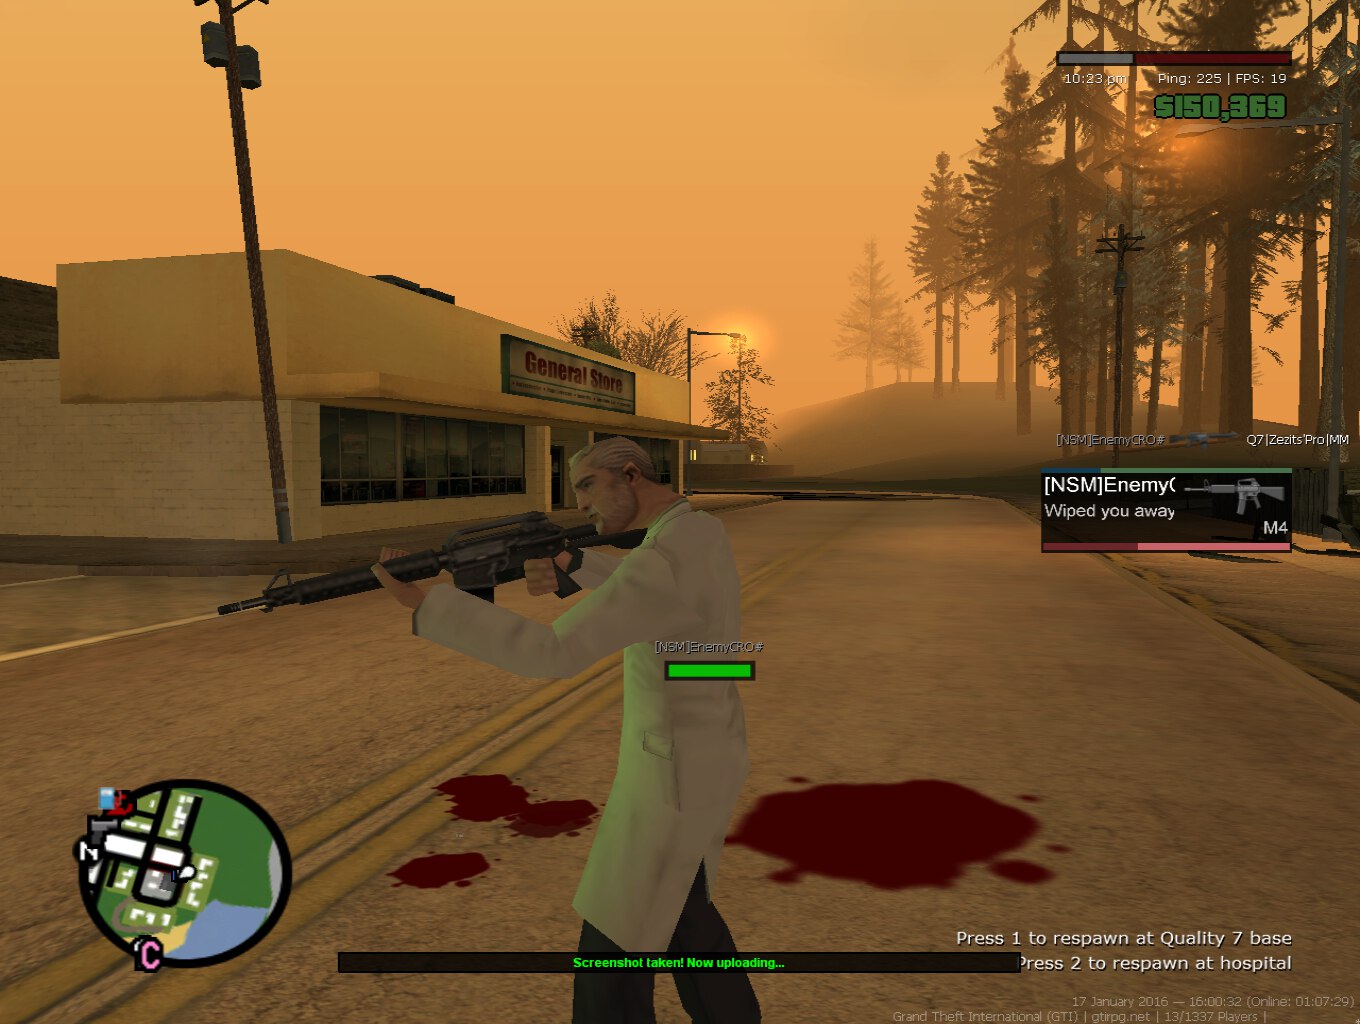 10:23 pm
Ping: 225 | FPS: 19
$150,369
General Store
[NSM]EnemyCRO#
Q7|Zezits'Pro|MM
[NSM]Enemy(
Wiped you away
M4
[NSM]EnemyCRO#
N
C
Press 1 to respawn at Quality 7 base
Screenshot taken! Now uploading...
Press 2 to respawn at hospital
17 January 2016 — 16:00:32 (Online: 01:07:29)
Grand Theft International (GTI) | gtirpg.net | 13/1337 Players |